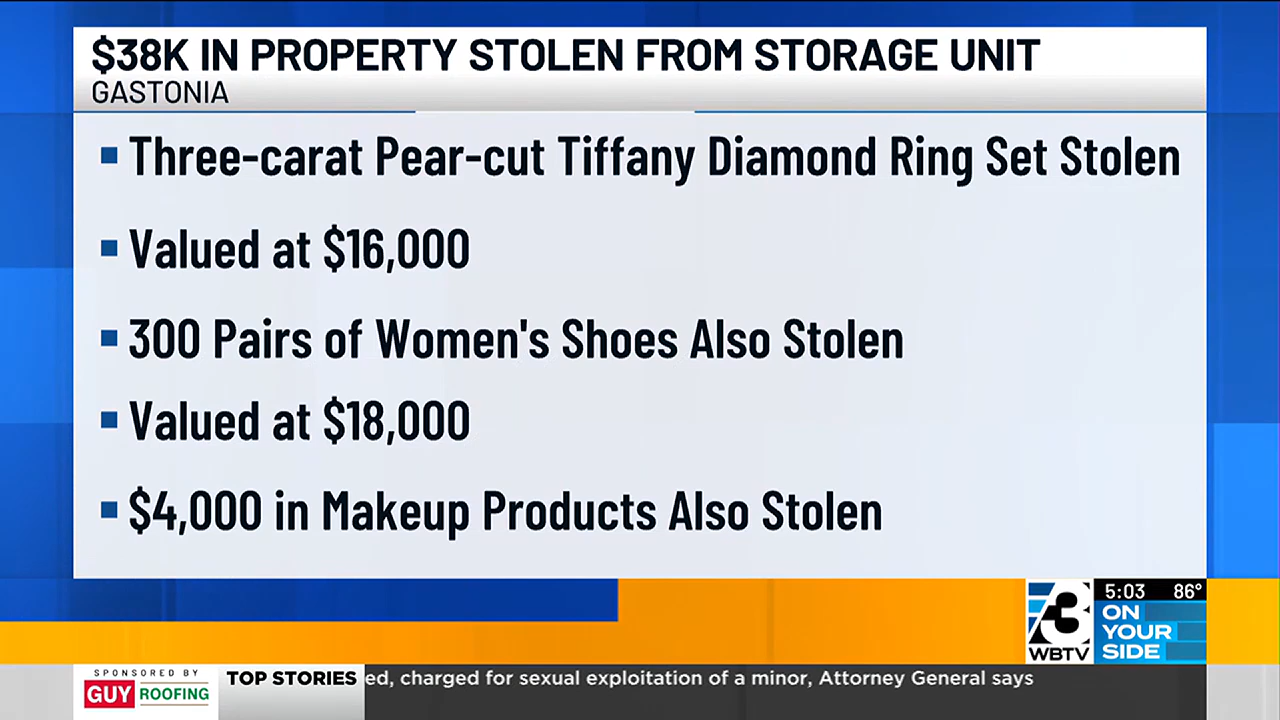 $38K IN PROPERTY STOLEN FROM STORAGE UNIT
GASTONIA
Three-carat Pear-cut Tiffany Diamond Ring Set Stolen
Valued at $16,000
300 Pairs of Women's Shoes Also Stolen
Valued at $18,000
$4,000 in Makeup Products Also Stolen
3
WBTV
5:03 86°
ON
YOUR
SIDE
SPONSORED BY
GUY ROOFING
TOP STORIES
ed, charged for sexual exploitation of a minor, Attorney General says